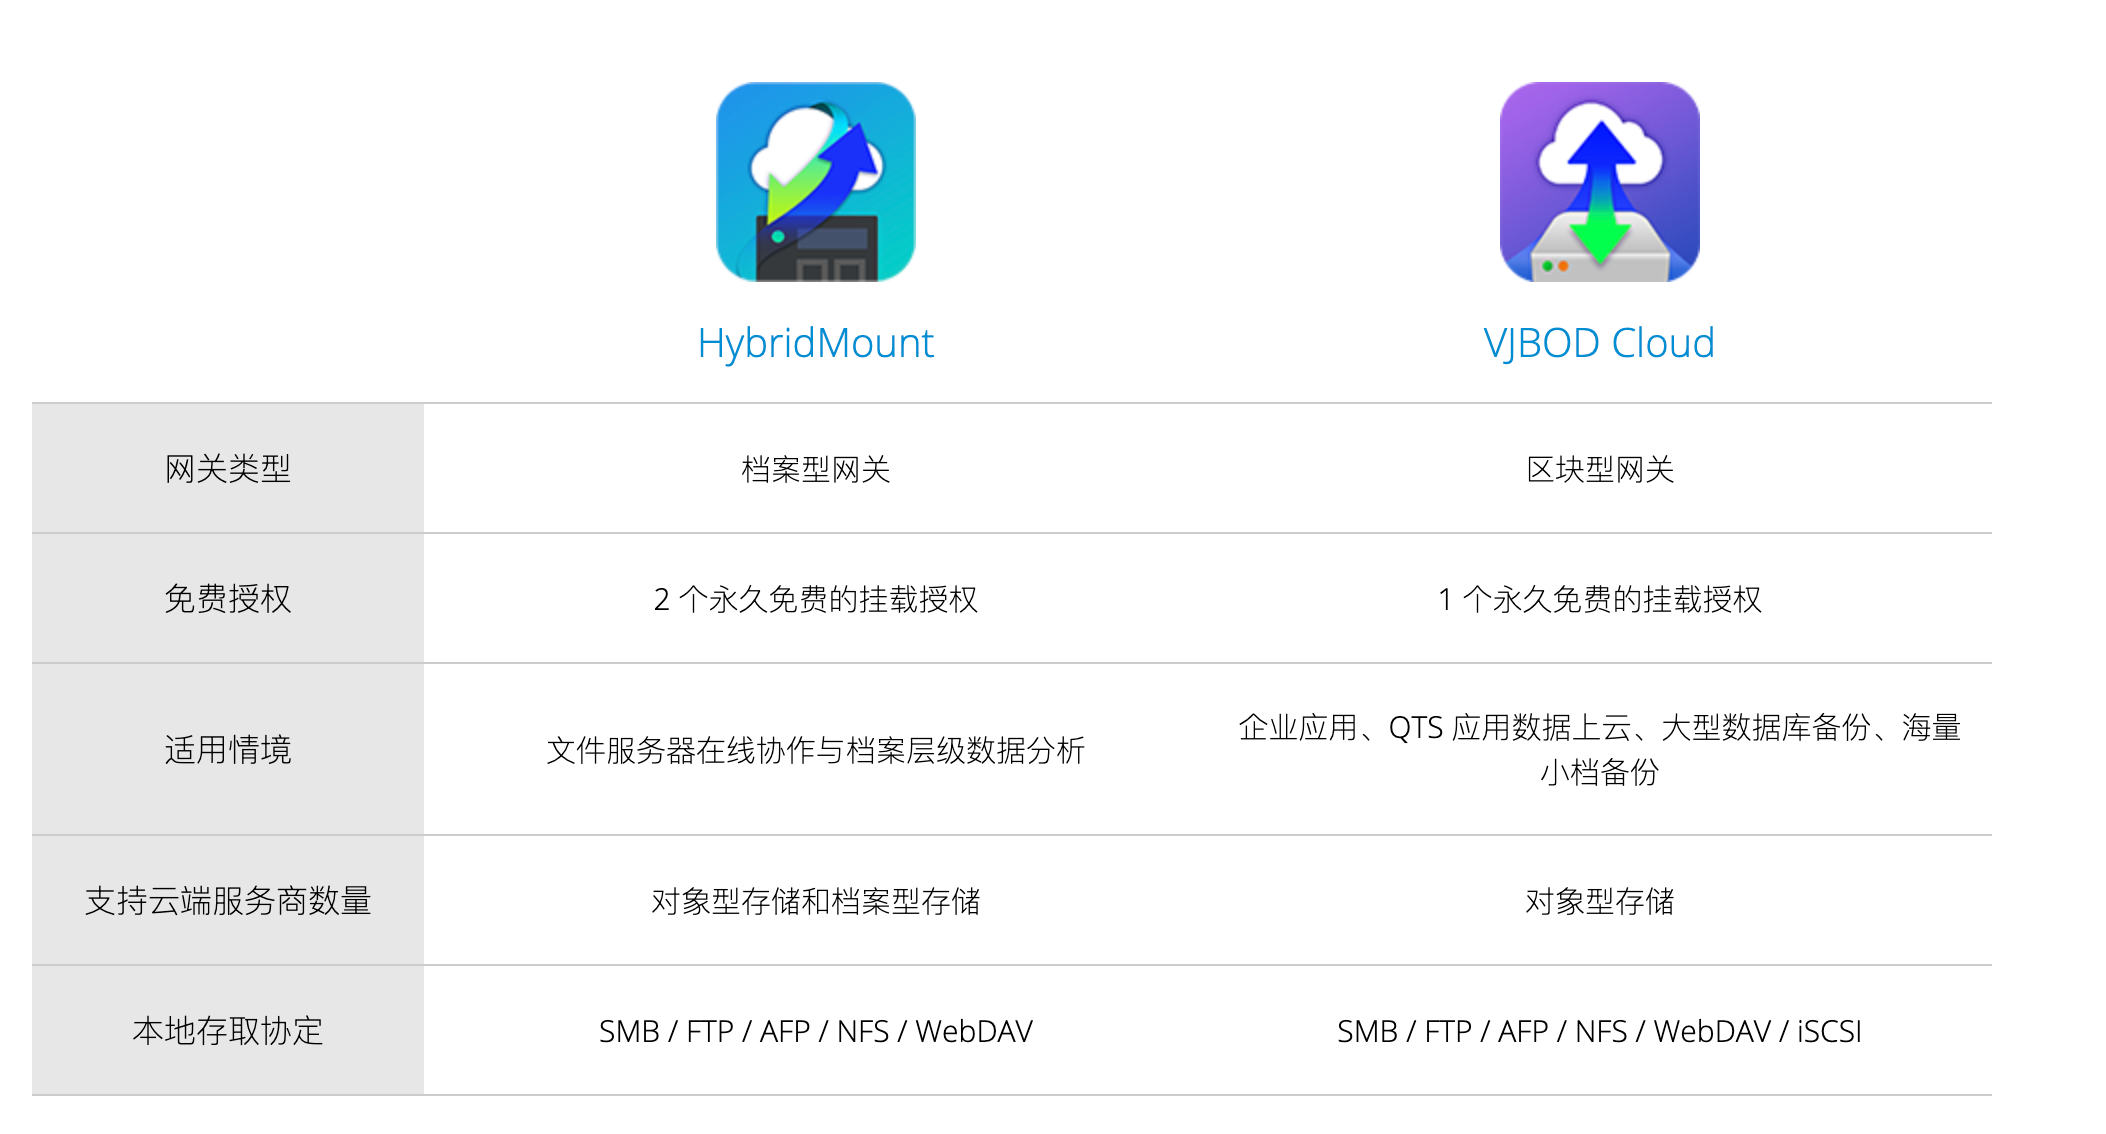 HybridMount
VJBOD Cloud
网关类型
档案型网关
区块型网关
免费授权
2 个永久免费的挂载授权
1 个永久免费的挂载授权
适用情境
文件服务器在线协作与档案层级数据分析
企业应用、QTS 应用数据上云、大型数据库备份、海量
小档备份
支持云端服务商数量
对象型存储和档案型存储
对象型存储
本地存取协定
SMB / FTP / AFP / NFS / WebDAV
SMB / FTP / AFP / NFS / WebDAV / iSCSI